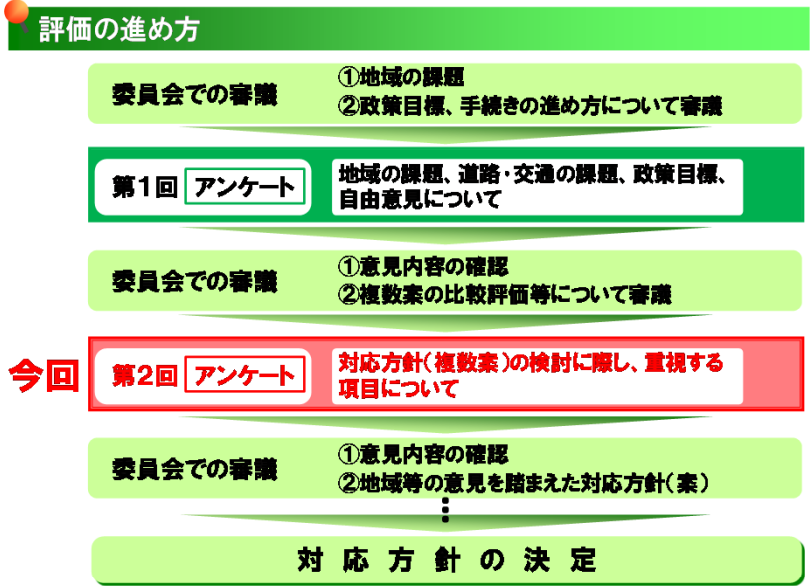 評価の進め方
委員会での審議
①地域の課題
②政策目標、手続きの進め方について審議
第1回 アンケート
地域の課題、道路・交通の課題、政策目標、
自由意見について
委員会での審議
①意見内容の確認
②複数案の比較評価等について審議
今回
第2回 アンケート
対応方針(複数案)の検討に際し、重視する
項目について
委員会での審議
①意見内容の確認
②地域等の意見を踏まえた対応方針(案)
対応方針の決定